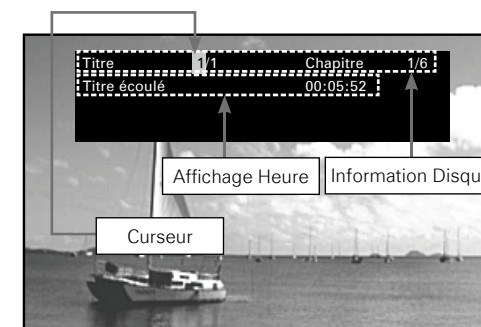 Titre 1/1 Chapitre 1/6
Titre écoulé 00:05:52
Affichage Heure
Information Disqu
Curseur